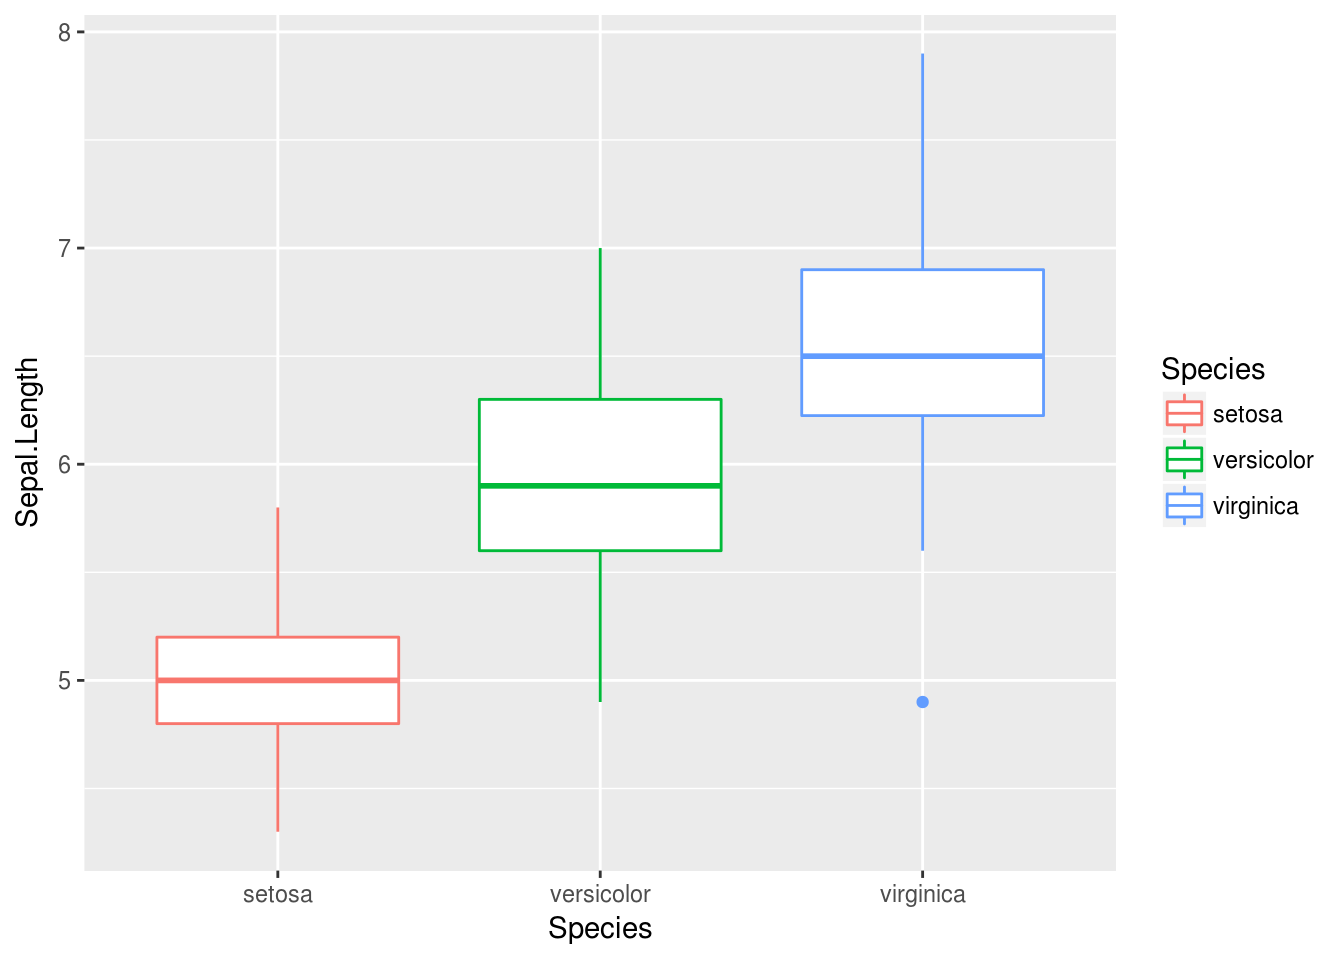 8
7
6
5
Sepal.Length
setosa
versicolor
virginica
Species
Species
setosa
versicolor
virginica